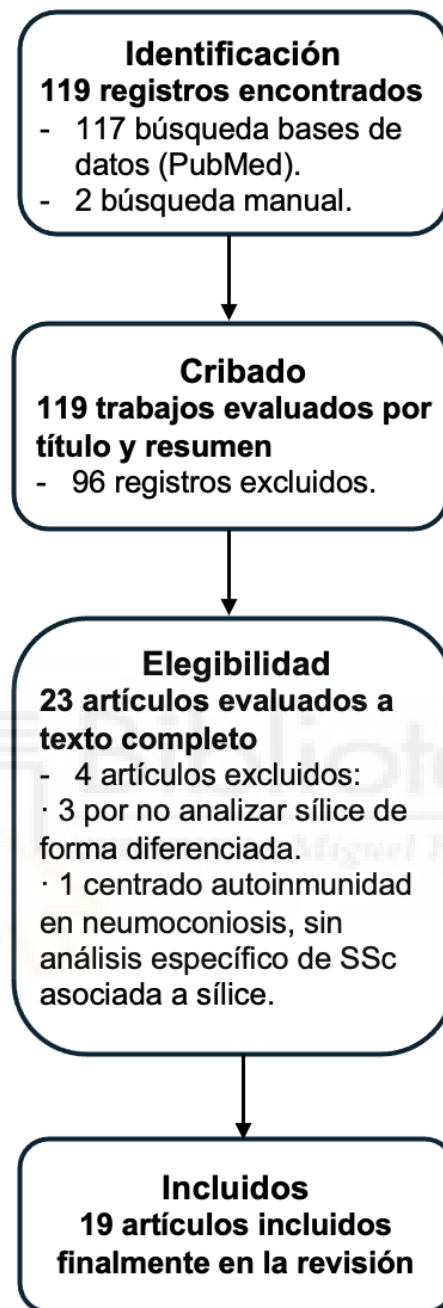 Identificación
119 registros encontrados
- 117 búsqueda bases de
datos (PubMed).
- 2 búsqueda manual.
Cribado
119 trabajos evaluados por
título y resumen
- 96 registros excluidos.
Elegibilidad
23 artículos evaluados a
texto completo
- 4 artículos excluidos:
· 3 por no analizar sílice de
forma diferenciada.
· 1 centrado autoinmunidad
en neumoconiosis, sin
análisis específico de SSc
asociada a sílice.
Incluidos
19 artículos incluidos
finalmente en la revisión